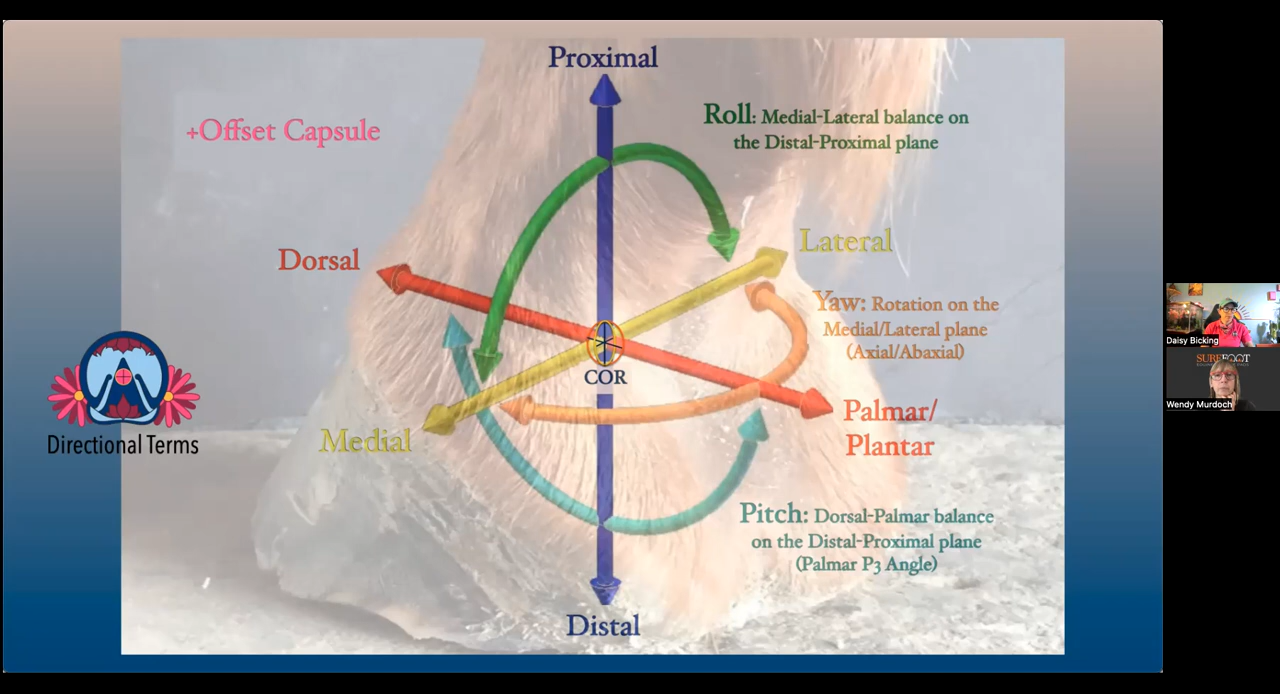 Proximal
+Offset Capsule
Roll: Medial-Lateral balance on
the Distal-Proximal plane
Dorsal
Lateral
Yaw: Rotation on the
Medial/Lateral plane
(Axial/Abaxial)
COR
Medial
Palmar/
Plantar
Directional Terms
Pitch: Dorsal-Palmar balance
on the Distal-Proximal plane
(Palmar P3 Angle)
Distal
Daisy Bicking
SUREFOOT
Wendy Murdoch